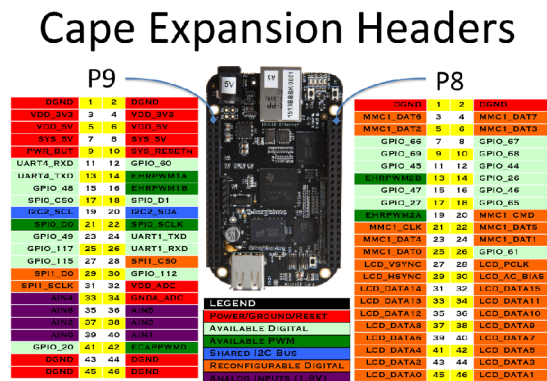 Cape Expansion Headers
P9
P8
5V
DGND 1 2 DGND
VDD_3V3 3 4 VDD_3V3
VDD_5V 5 6 VDD_5V
SYS_5V 7 8 SYS_5V
PWR_BUT 9 10 SYS_RESETN
UART4_RXD 11 12 GPIO_60
UART4_TXD 13 14 EHRPWM1A
GPIO_48 15 16 EHRPWM1B
SPI0_CS0 17 18 SPI0_D1
I2C2_SCL 19 20 I2C2_SDA
SPI0_D0 21 22 SPI0_SCLK
GPIO_49 23 24 UART1_TXD
GPIO_117 25 26 UART1_RXD
GPIO_115 27 28 SPI1_CS0
SPI1_D0 29 30 GPIO_112
SPI1_SCLK 31 32 VDD_ADC
AIN4 33 34 GNDA_ADC
AIN6 35 36 AIN5
AIN2 37 38 AIN3
AIN0 39 40 AIN1
GPIO_20 41 42 ECAPPWM0
DGND 43 44 DGND
DGND 45 46 DGND
LEGEND
POWER/GROUND/RESET
AVAILABLE DIGITAL
AVAILABLE PWM
SHARED I2C BUS
RECONFIGURABLE DIGITAL
ANALOG INPUTS (1.8V)
DGND 1 2 DGND
MMC1_DAT6 3 4 MMC1_DAT7
MMC1_DAT2 5 6 MMC1_DAT3
GPIO_66 7 8 GPIO_67
GPIO_69 9 10 GPIO_68
GPIO_45 11 12 GPIO_44
EHRPWM2B 13 14 GPIO_26
GPIO_47 15 16 GPIO_46
GPIO_27 17 18 GPIO_65
EHRPWM2A 19 20 MMC1_CMD
MMC1_CLK 21 22 MMC1_DAT5
MMC1_DAT4 23 24 MMC1_DAT1
MMC1_DAT0 25 26 GPIO_61
LCD_VSYNC 27 28 LCD_PCLK
LCD_HSYNC 29 30 LCD_AC_BIAS
LCD_DATA14 31 32 LCD_DATA15
LCD_DATA13 33 34 LCD_DATA11
LCD_DATA12 35 36 LCD_DATA10
LCD_DATA8 37 38 LCD_DATA9
LCD_DATA6 39 40 LCD_DATA7
LCD_DATA4 41 42 LCD_DATA5
LCD_DATA2 43 44 LCD_DATA3
LCD_DATA0 45 46 LCD_DATA1